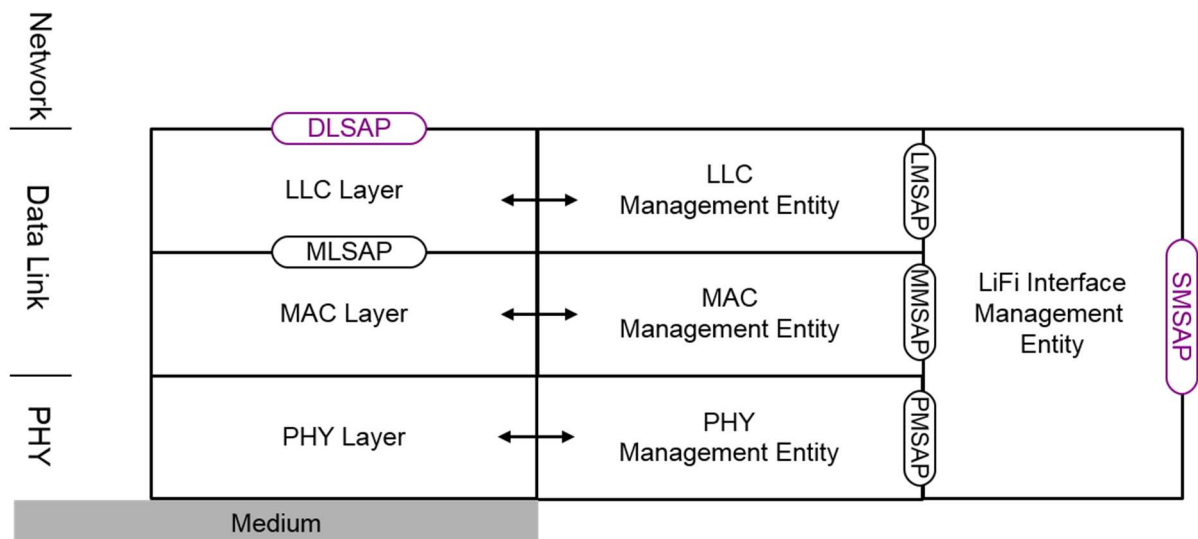 Network
Data Link
PHY
DLSAP
LLC Layer
LLC
Management Entity
LMSAP
MLSAP
MAC Layer
MAC
Management Entity
MMSAP
LiFi Interface
Management
Entity
SMSAP
PHY Layer
PHY
Management Entity
PMSAP
Medium